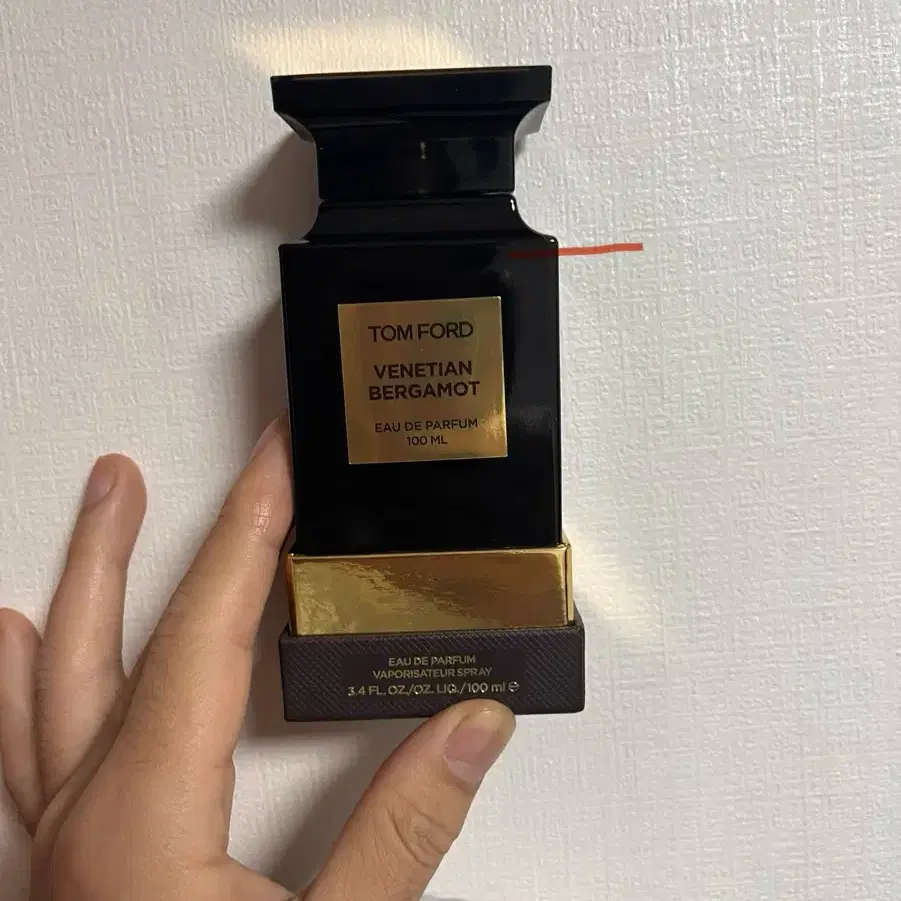 TOM FORD
VENETIAN
BERGAMOT
EAU DE PARFUM
100 ML
EAU DE PARFUM
VAPORISATEUR SPRAY
3.4 FL. OZ./OZ. LIQ./100 ml ℮